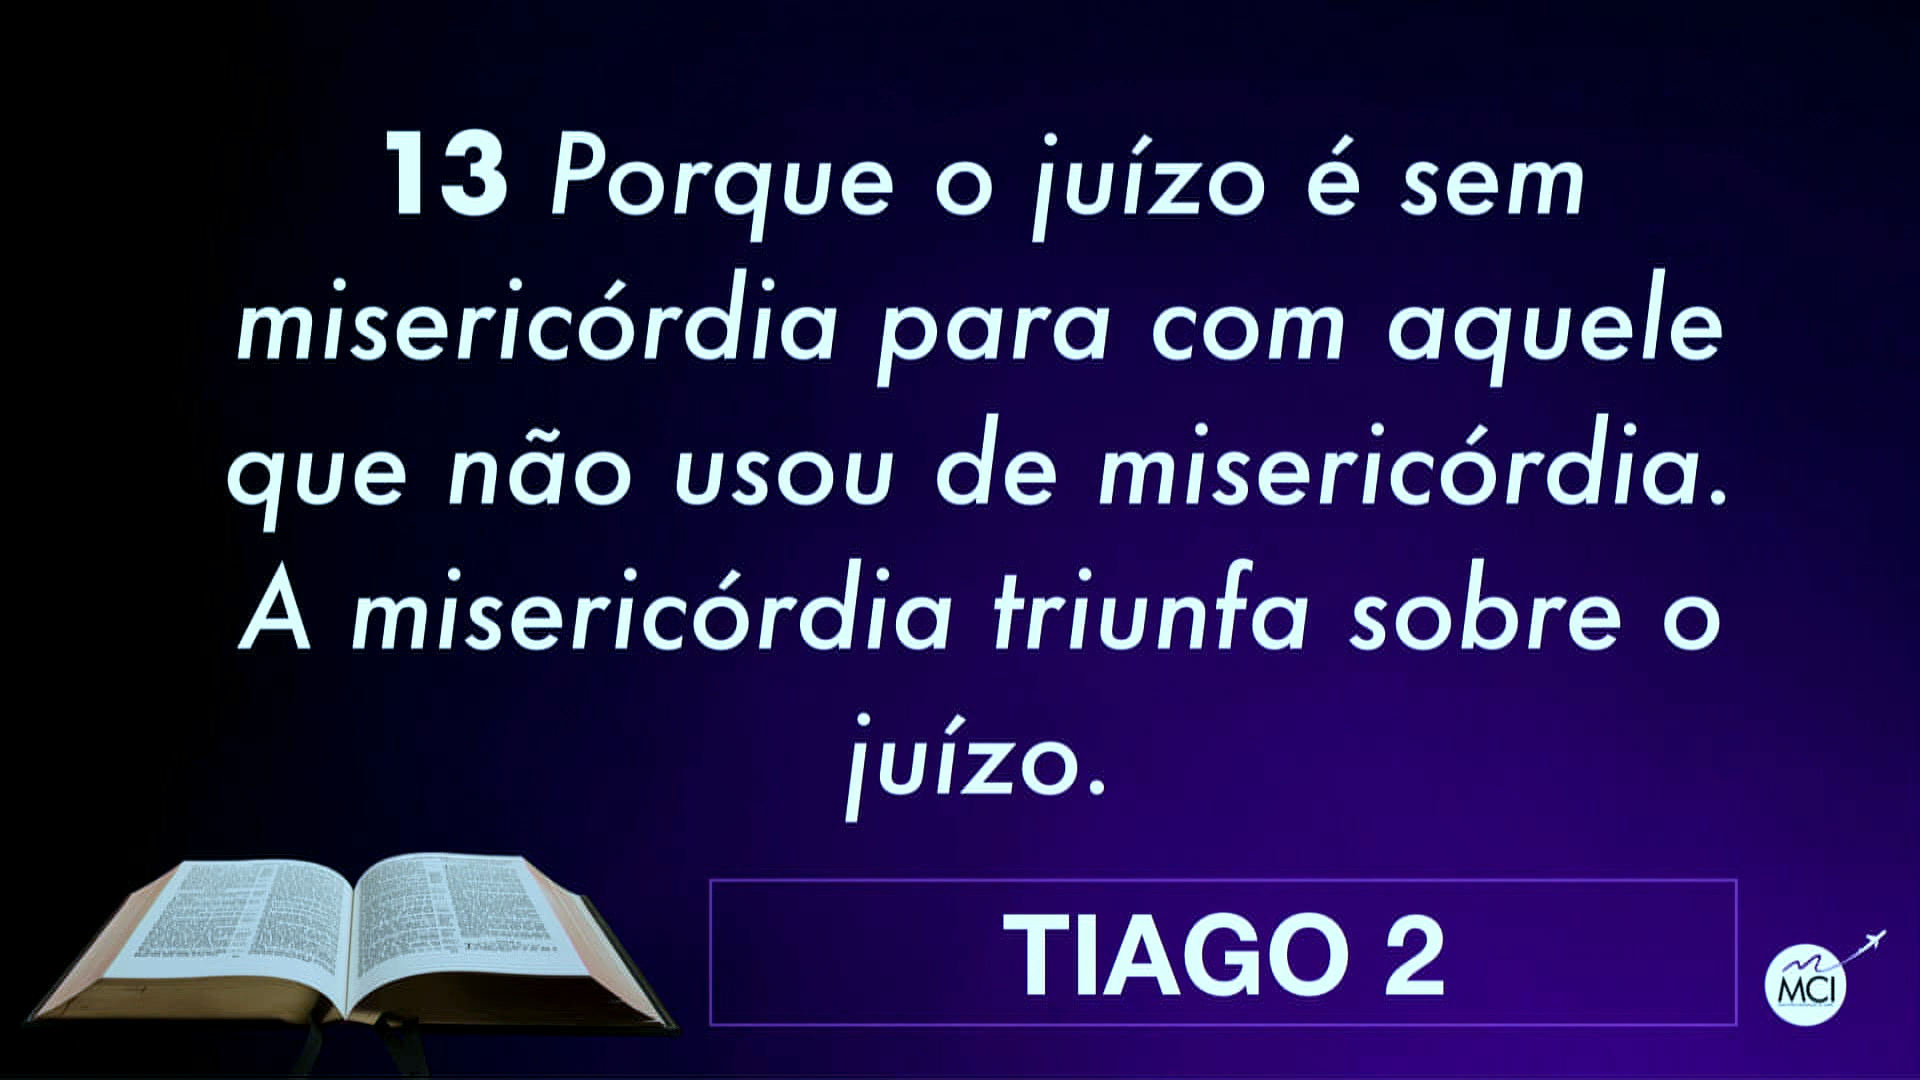 13 Porque o juízo é sem
misericórdia para com aquele
que não usou de misericórdia.
A misericórdia triunfa sobre o
juízo.
TIAGO 2
MCI